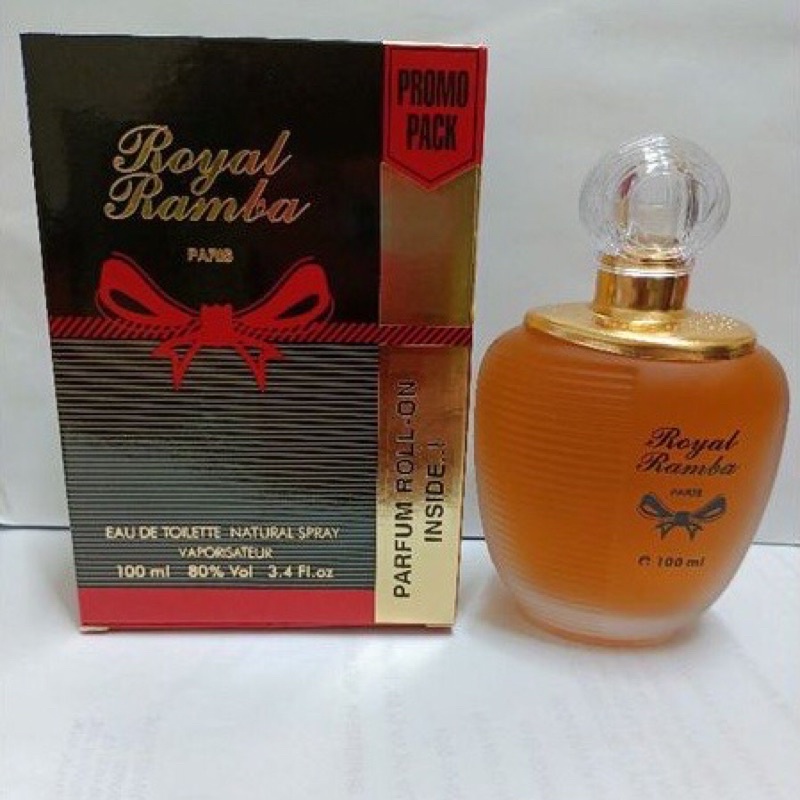 Royal
Ramba
PARIS
EAU DE TOILETTE NATURAL SPRAY
VAPORISATEUR
100 ml 80% Vol 3.4 Fl.oz
PROMO
PACK
PARFUM ROLL-ON
INSIDE..!
Royal
Ramba
PARIS
e 100 ml